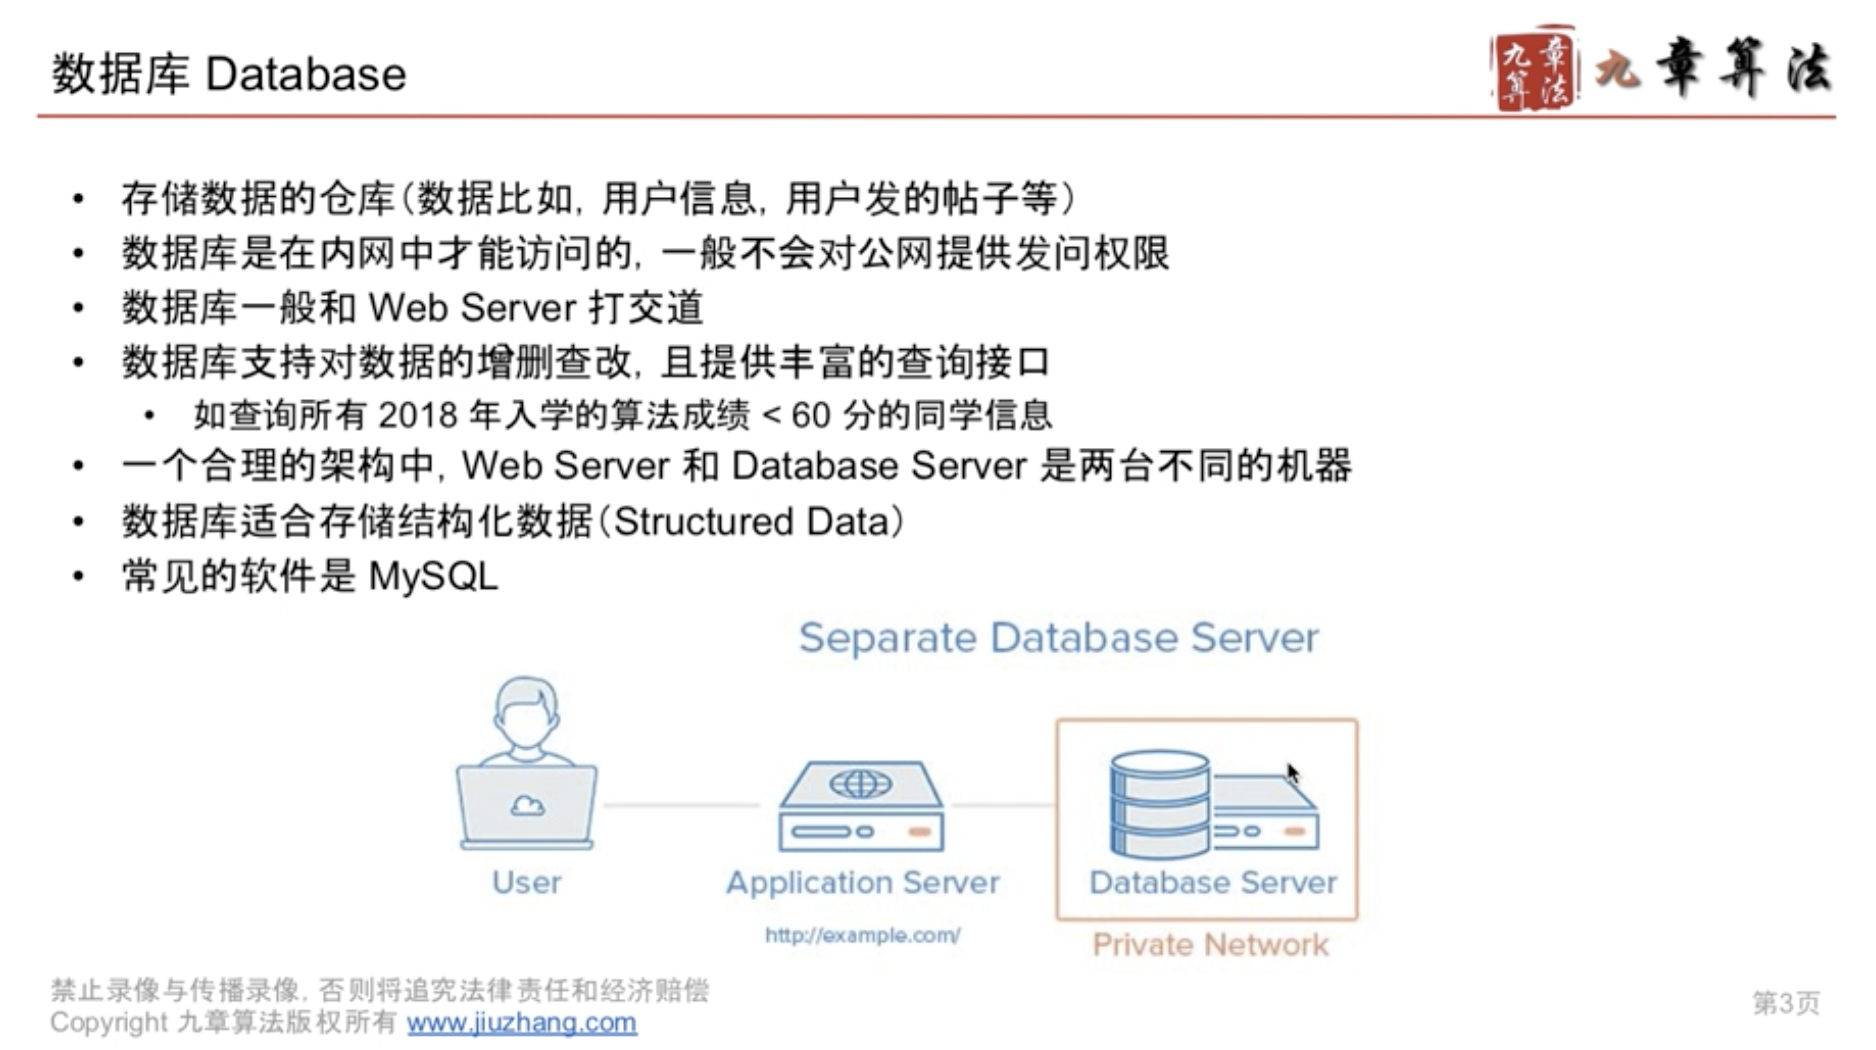 数据库 Database
九章算法
九章算法
• 存储数据的仓库(数据比如, 用户信息, 用户发的帖子等)
• 数据库是在内网中才能访问的, 一般不会对公网提供发问权限
• 数据库一般和 Web Server 打交道
• 数据库支持对数据的增删查改, 且提供丰富的查询接口
• 如查询所有 2018 年入学的算法成绩 < 60 分的同学信息
• 一个合理的架构中, Web Server 和 Database Server 是两台不同的机器
• 数据库适合存储结构化数据(Structured Data)
• 常见的软件是 MySQL
Separate Database Server
User
Application Server
http://example.com/
Database Server
Private Network
禁止录像与传播录像, 否则将追究法律责任和经济赔偿
Copyright 九章算法版权所有 www.jiuzhang.com
第3页